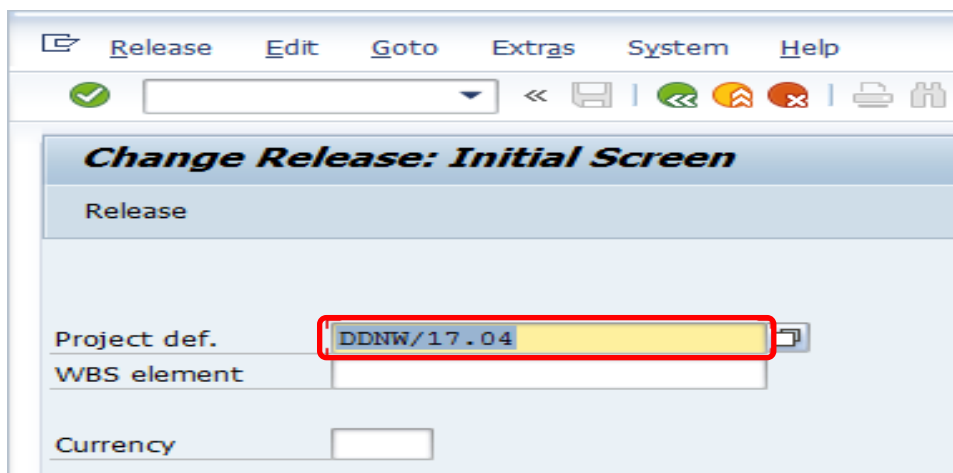 Release Edit Goto Extras System Help
Change Release: Initial Screen
Release
Project def. DDNW/17.04
WBS element
Currency